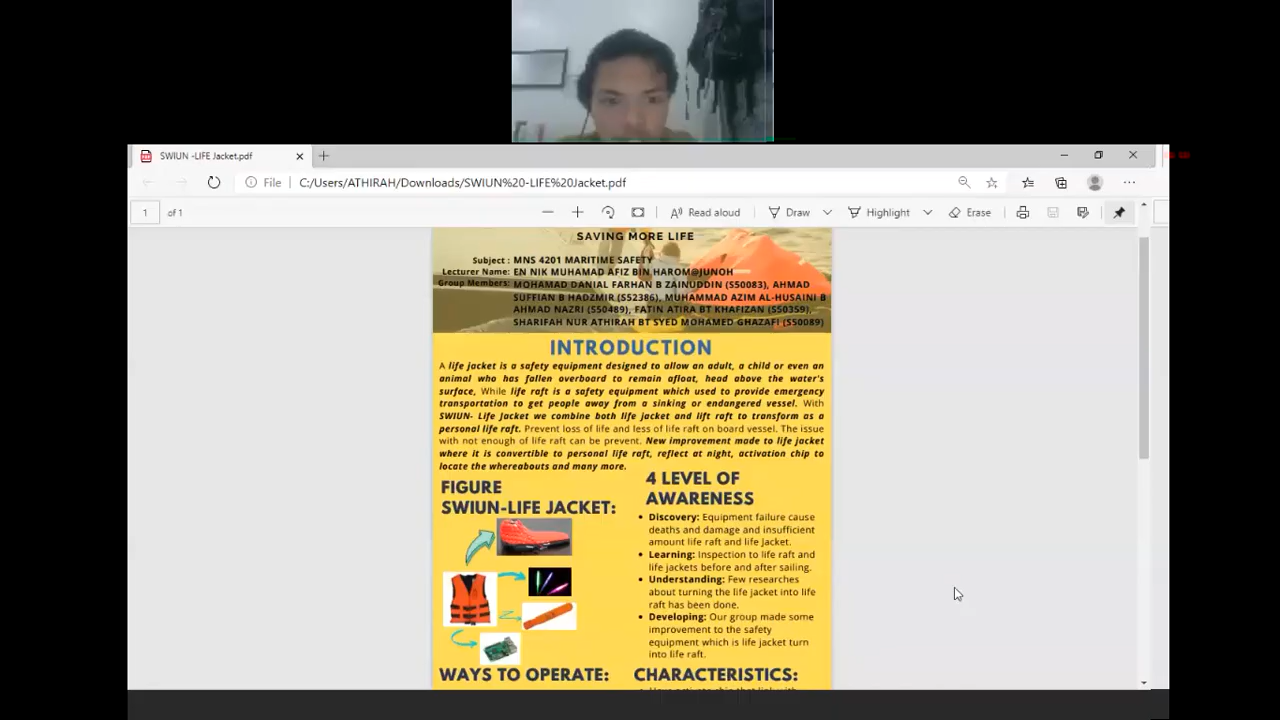 SWIUN -LIFE Jacket.pdf
File C:/Users/ATHIRAH/Downloads/SWIUN%20-LIFE%20Jacket.pdf
1 of 1 Read aloud Draw Highlight Erase
SAVING MORE LIFE
Subject : MNS 4201 MARITIME SAFETY
Lecturer Name: EN NIK MUHAMAD AFIZ BIN HAROM@JUNOH
Group Members: MOHAMAD DANIAL FARHAN B ZAINUDDIN (S50083), AHMAD
SUFFIAN B HADZMIR (S52386), MUHAMMAD AZIM AL-HUSAINI B
AHMAD NAZRI (S50489), FATIN ATIRA BT KHAFIZAN (S50359),
SHARIFAH NUR ATHIRAH BT SYED MOHAMED GHAZAFI (S50089)
INTRODUCTION
A life jacket is a safety equipment designed to allow an adult, a child or even an
animal who has fallen overboard to remain afloat, head above the water's
surface, While life raft is a safety equipment which used to provide emergency
transportation to get people away from a sinking or endangered vessel. With
SWIUN- Life Jacket we combine both life jacket and lift raft to transform as a
personal life raft. Prevent loss of life and less of life raft on board vessel. The issue
with not enough of life raft can be prevent. New improvement made to life jacket
where it is convertible to personal life raft, reflect at night, activation chip to
locate the whereabouts and many more.
FIGURE
SWIUN-LIFE JACKET:
4 LEVEL OF
AWARENESS
• Discovery: Equipment failure cause
deaths and damage and insufficient
amount life raft and life Jacket.
• Learning: Inspection to life raft and
life jackets before and after sailing.
• Understanding: Few researches
about turning the life jacket into life
raft has been done.
• Developing: Our group made some
improvement to the safety
equipment which is life jacket turn
into life raft.
WAYS TO OPERATE:
CHARACTERISTICS: